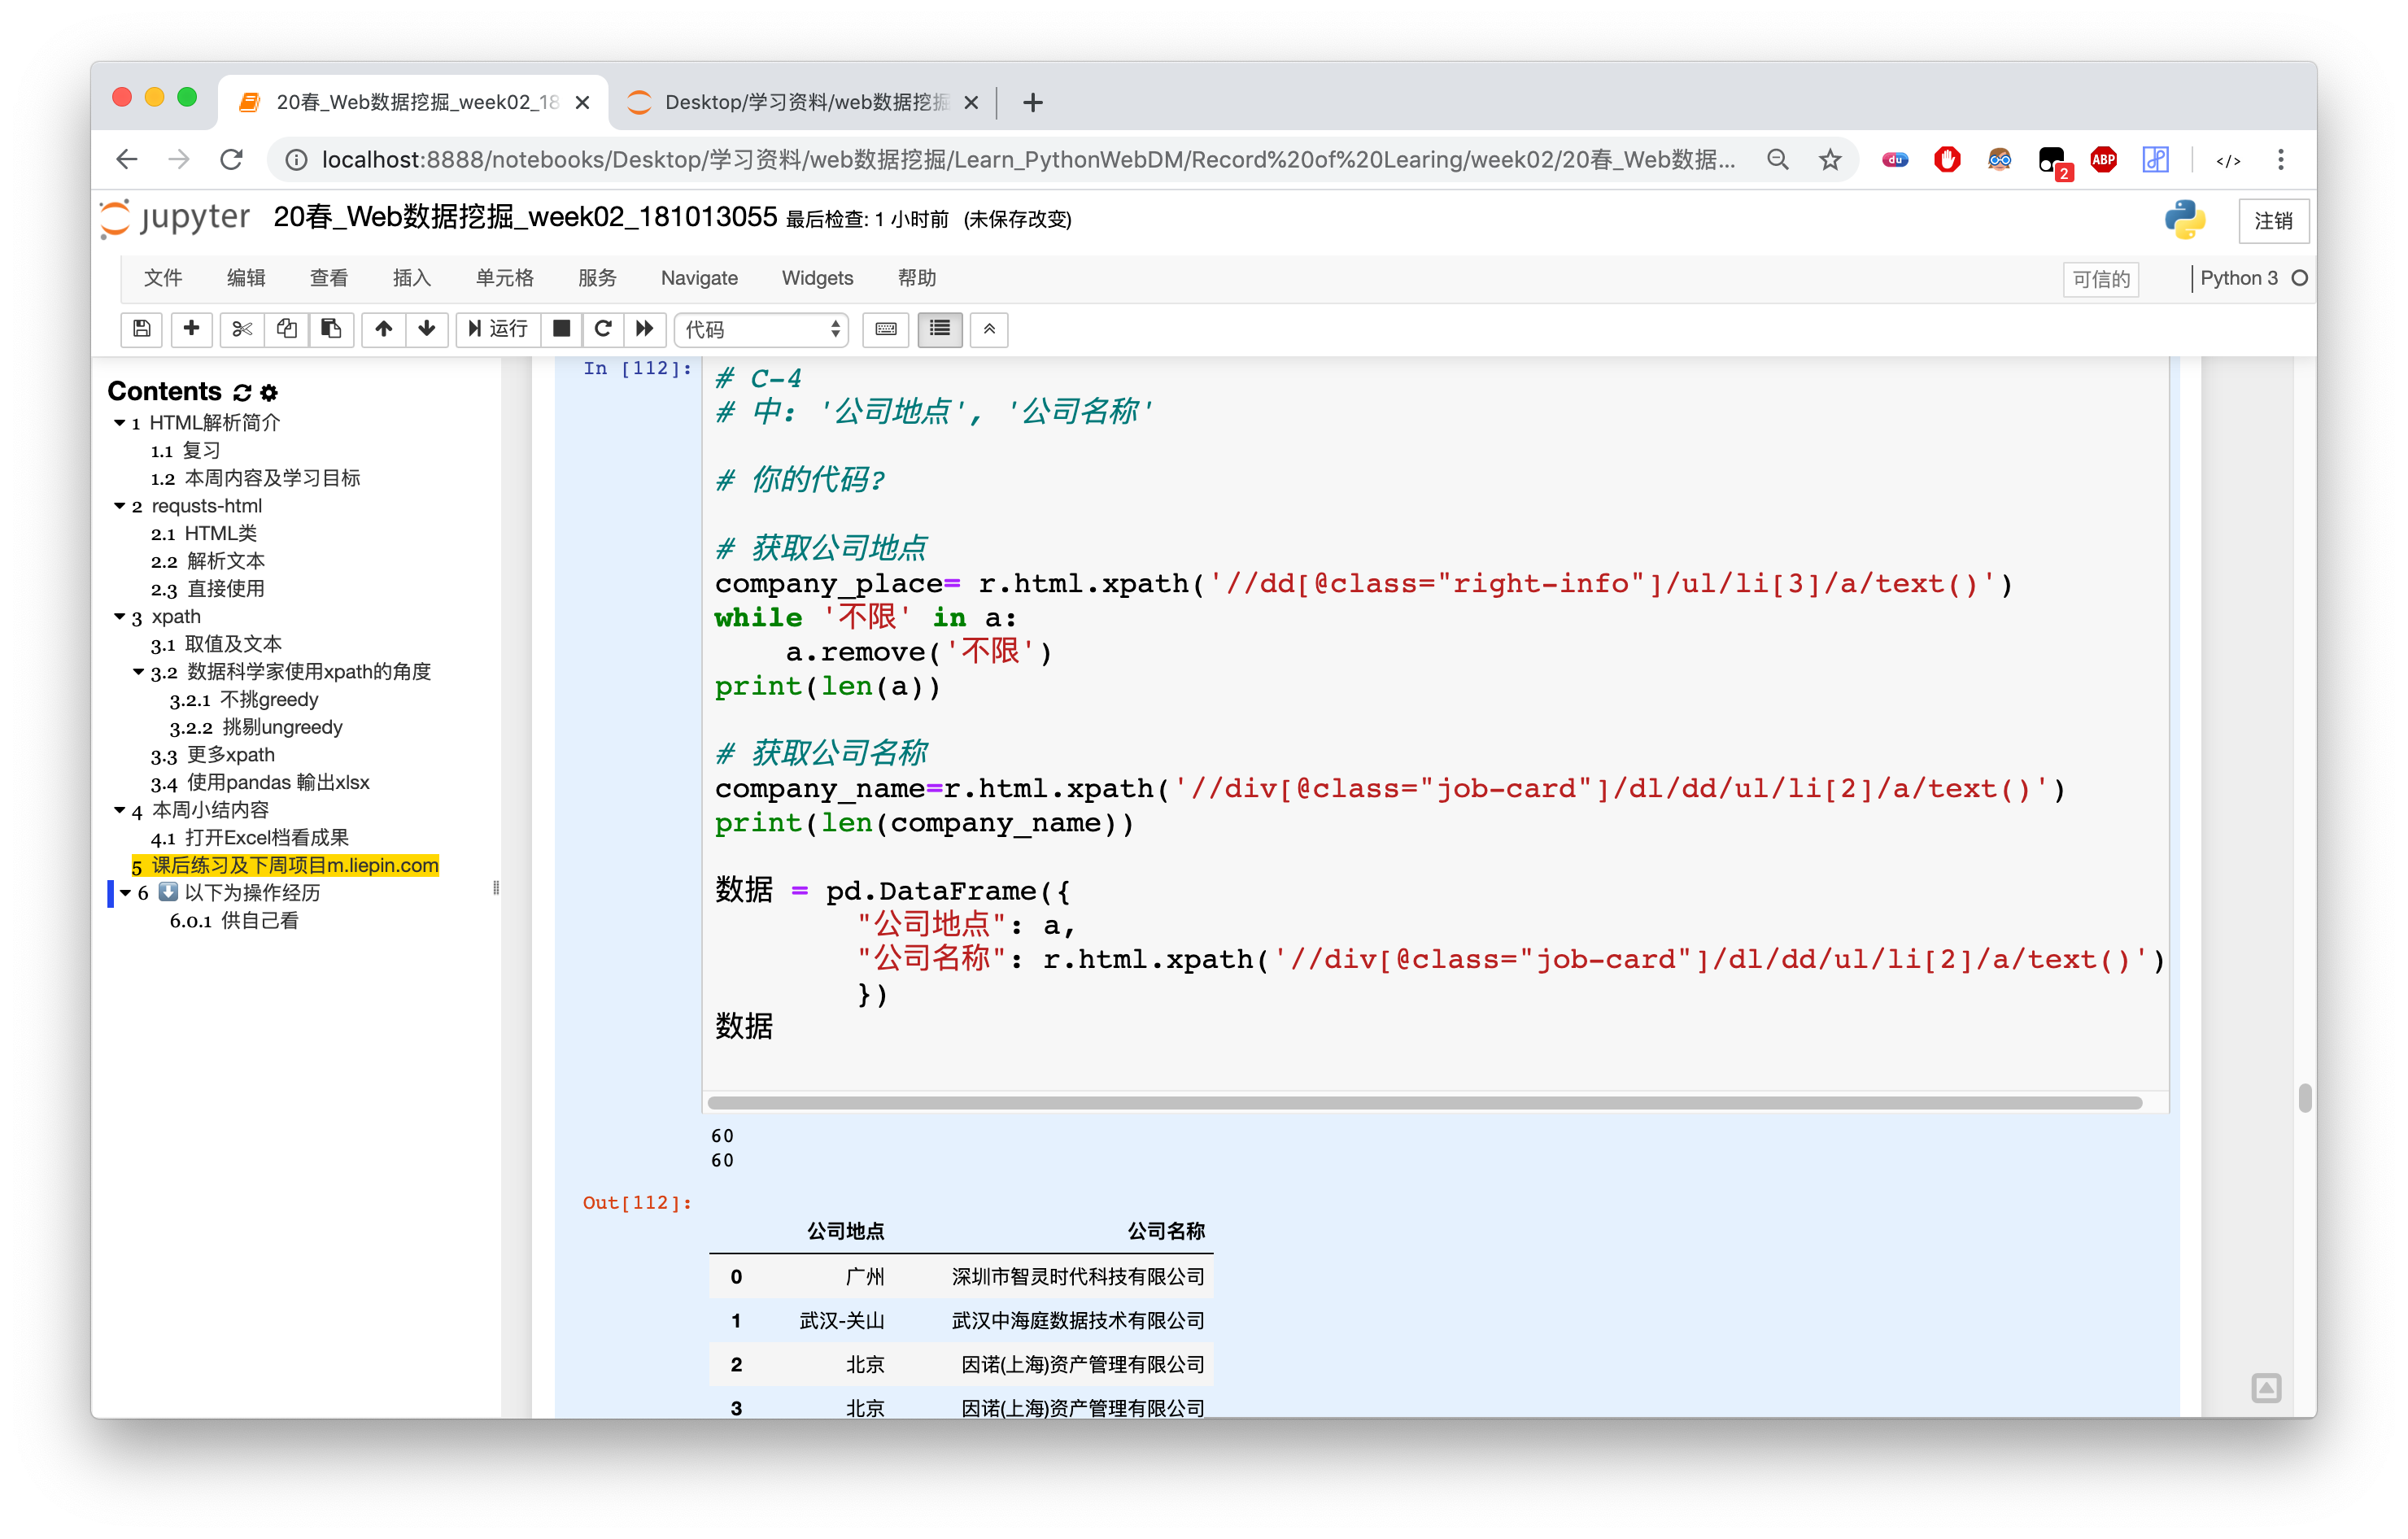 20春_Web数据挖掘_week02_18
Desktop/学习资料/web数据挖掘
localhost:8888/notebooks/Desktop/学习资料/web数据挖掘/Learn_PythonWebDM/Record%20of%20Learing/week02/20春_Web数据...
du
2
ABP
</>
jupyter 20春_Web数据挖掘_week02_181013055 最后检查: 1 小时前 (未保存改变)
注销
文件 编辑 查看 插入 单元格 服务 Navigate Widgets 帮助
可信的
Python 3
运行
代码
Contents
1 HTML解析简介
1.1 复习
1.2 本周内容及学习目标
2 requsts-html
2.1 HTML类
2.2 解析文本
2.3 直接使用
3 xpath
3.1 取值及文本
3.2 数据科学家使用xpath的角度
3.2.1 不挑greedy
3.2.2 挑剔ungreedy
3.3 更多xpath
3.4 使用pandas 輸出xlsx
4 本周小结内容
4.1 打开Excel档看成果
5 课后练习及下周项目m.liepin.com
6 ⬇️ 以下为操作经历
6.0.1 供自己看
In [112]:
# C-4
# 中: '公司地点', '公司名称'
# 你的代码?
# 获取公司地点
company_place= r.html.xpath('//dd[@class="right-info"]/ul/li[3]/a/text()')
while '不限' in a:
    a.remove('不限')
print(len(a))
# 获取公司名称
company_name=r.html.xpath('//div[@class="job-card"]/dl/dd/ul/li[2]/a/text()')
print(len(company_name))
数据 = pd.DataFrame({
        "公司地点": a,
        "公司名称": r.html.xpath('//div[@class="job-card"]/dl/dd/ul/li[2]/a/text()')
        })
数据
60
60
Out[112]:
公司地点 公司名称
0 广州 深圳市智灵时代科技有限公司
1 武汉-关山 武汉中海庭数据技术有限公司
2 北京 因诺(上海)资产管理有限公司
3 北京 因诺(上海)资产管理有限公司